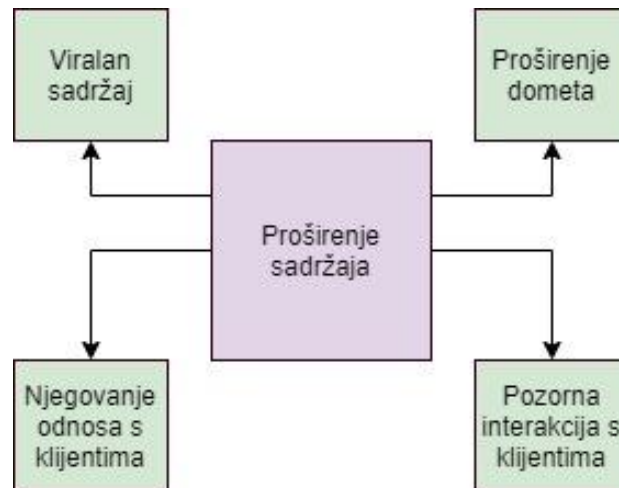 Viralan
sadržaj
Proširenje
dometa
Proširenje
sadržaja
Njegovanje
odnosa s
klijentima
Pozorna
interakcija s
klijentima